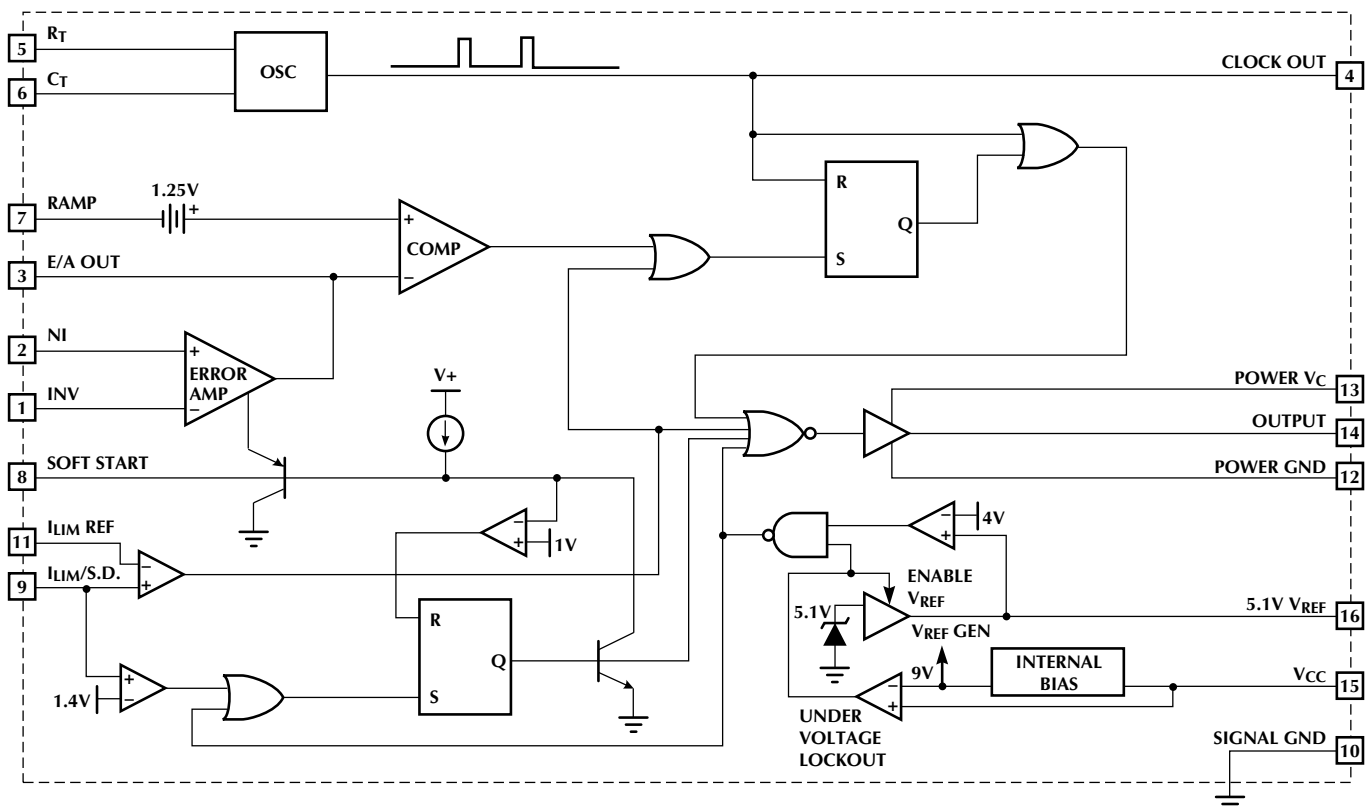 5
RT
6
CT
OSC
CLOCK OUT
4
7
RAMP
1.25V
+
3
E/A OUT
+
COMP
−
R
Q
S
2
NI
1
INV
+
ERROR
AMP
−
V+
POWER VC
13
OUTPUT
14
POWER GND
12
8
SOFT START
11
ILIM REF
9
ILIM/S.D.
−
+
−
+
1V
−
+
4V
ENABLE
VREF
5.1V
VREF GEN
5.1V VREF
16
R
Q
S
1.4V
+
−
9V
INTERNAL
BIAS
VCC
15
−
+
UNDER
VOLTAGE
LOCKOUT
SIGNAL GND
10